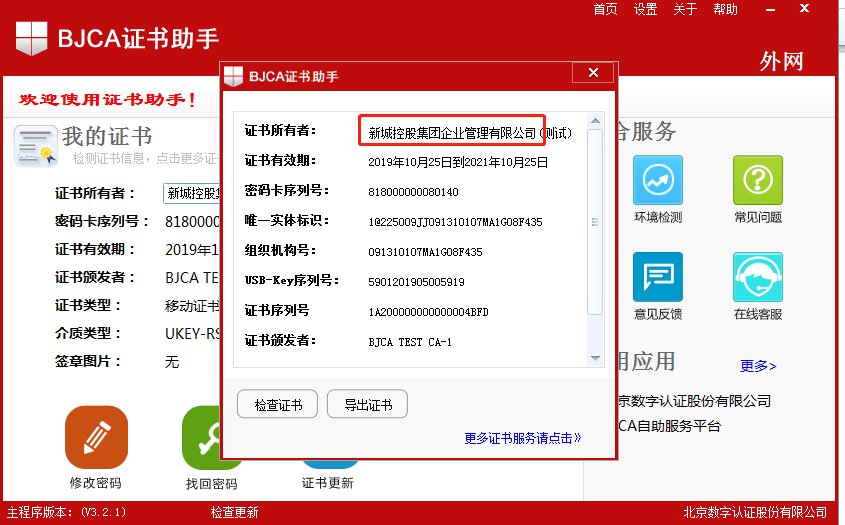 首页 设置 关于 帮助
BJCA证书助手
外网
欢迎使用证书助手!
我的证书
检测证书信息，点击更多证
证书所有者： 新城控股
密码卡序列号： 8180000
证书有效期： 2019年1
证书颁发者： BJCA TE
证书类型： 移动证书
介质类型： UKEY-RS
签章图片： 无
修改密码
找回密码
证书更新
BJCA证书助手
证书所有者： 新城控股集团企业管理有限公司(测试)
证书有效期： 2019年10月25日到2021年10月25日
密码卡序列号： 818000000080140
唯一实体标识： 1@225009JJ091310107MA1G08F435
组织机构号： 091310107MA1G08F435
USB-Key序列号： 5901201905005919
证书序列号 1A200000000000004BFD
证书颁发者： BJCA TEST CA-1
检查证书 导出证书
更多证书服务请点击》
合服务
环境检测 常见问题
意见反馈 在线客服
用应用 更多>
京数字认证股份有限公司
CA自助服务平台
主程序版本：(V3.2.1) 检查更新 北京数字认证股份有限公司